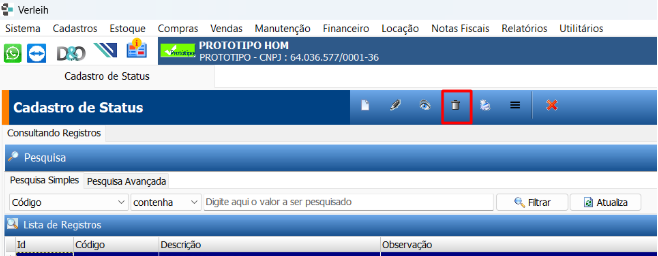 Verleih
Sistema Cadastros Estoque Compras Vendas Manutenção Financeiro Locação Notas Fiscais Relatórios Utilitários
PROTOTIPO HOM
PROTOTIPO - CNPJ : 64.036.577/0001-36
Cadastro de Status
Cadastro de Status
Consultando Registros
Pesquisa
Pesquisa Simples Pesquisa Avançada
Código contenha Digite aqui o valor a ser pesquisado Filtrar Atualiza
Lista de Registros
Id Código Descrição Observação